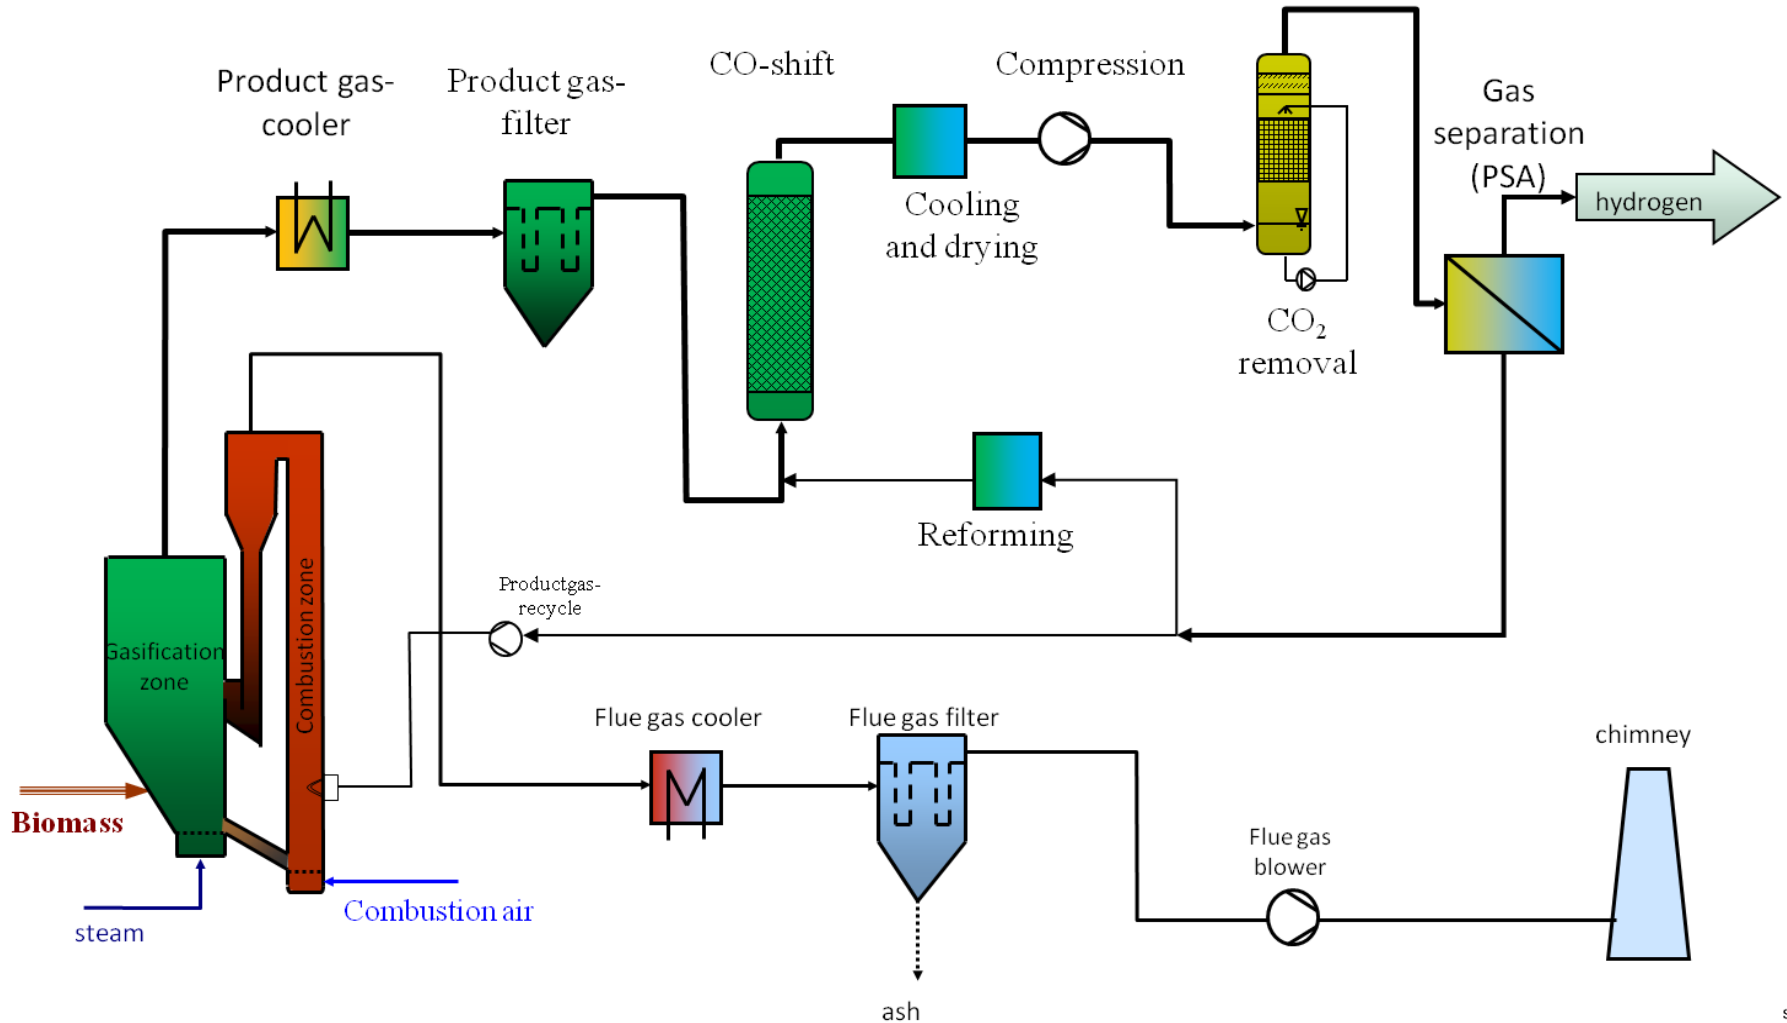 Product gas-
cooler
Product gas-
filter
CO-shift
Compression
Gas
separation
(PSA)
hydrogen
Cooling
and drying
CO₂
removal
Reforming
Productgas-
recycle
Gasification
zone
Combustion zone
Biomass
steam
Combustion air
Flue gas cooler
Flue gas filter
chimney
Flue gas
blower
ash